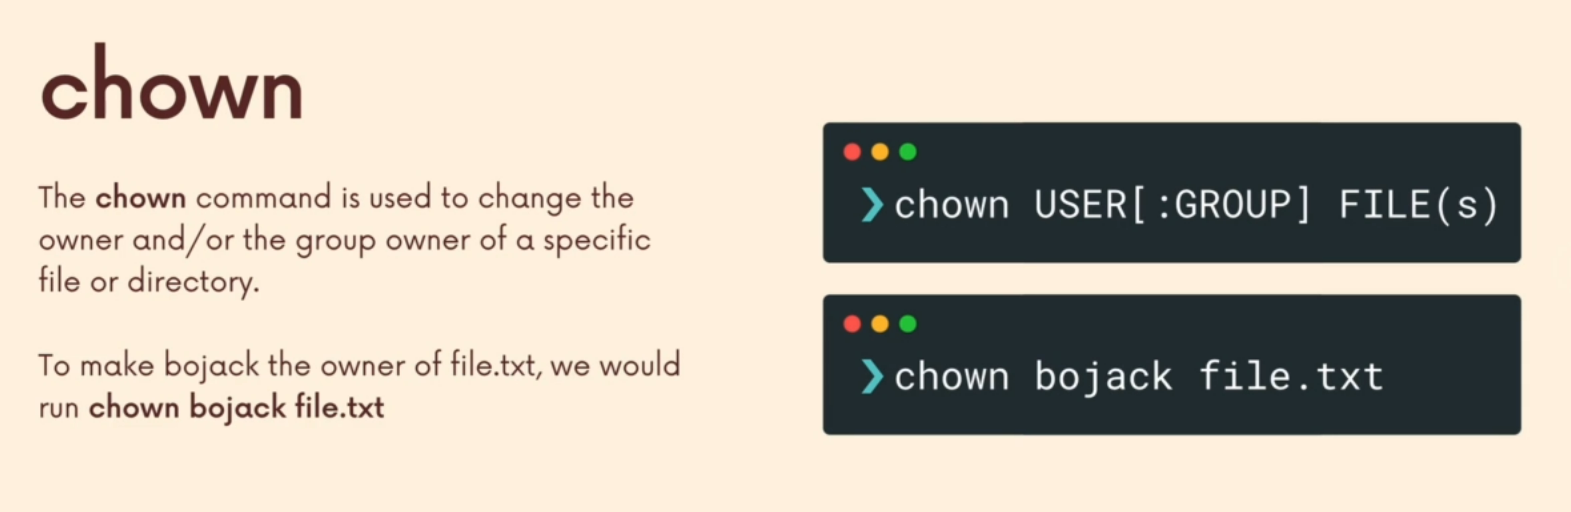 chown
The chown command is used to change the
owner and/or the group owner of a specific
file or directory.
To make bojack the owner of file.txt, we would
run chown bojack file.txt
❯ chown USER[:GROUP] FILE(s)
❯ chown bojack file.txt